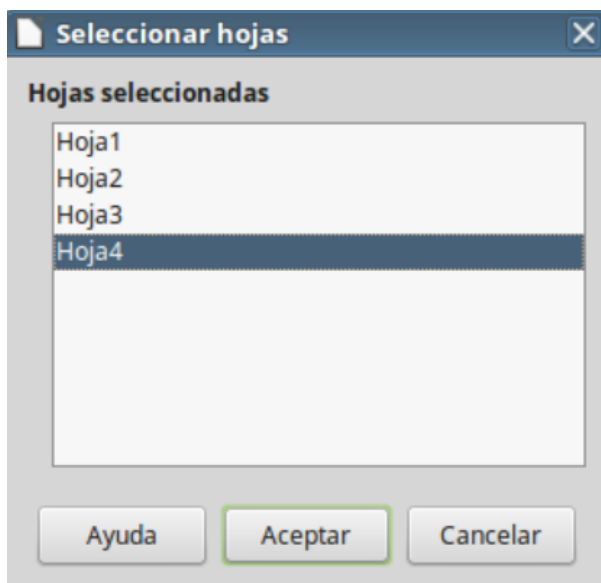 Seleccionar hojas
Hojas seleccionadas
Hoja1
Hoja2
Hoja3
Hoja4
Ayuda
Aceptar
Cancelar